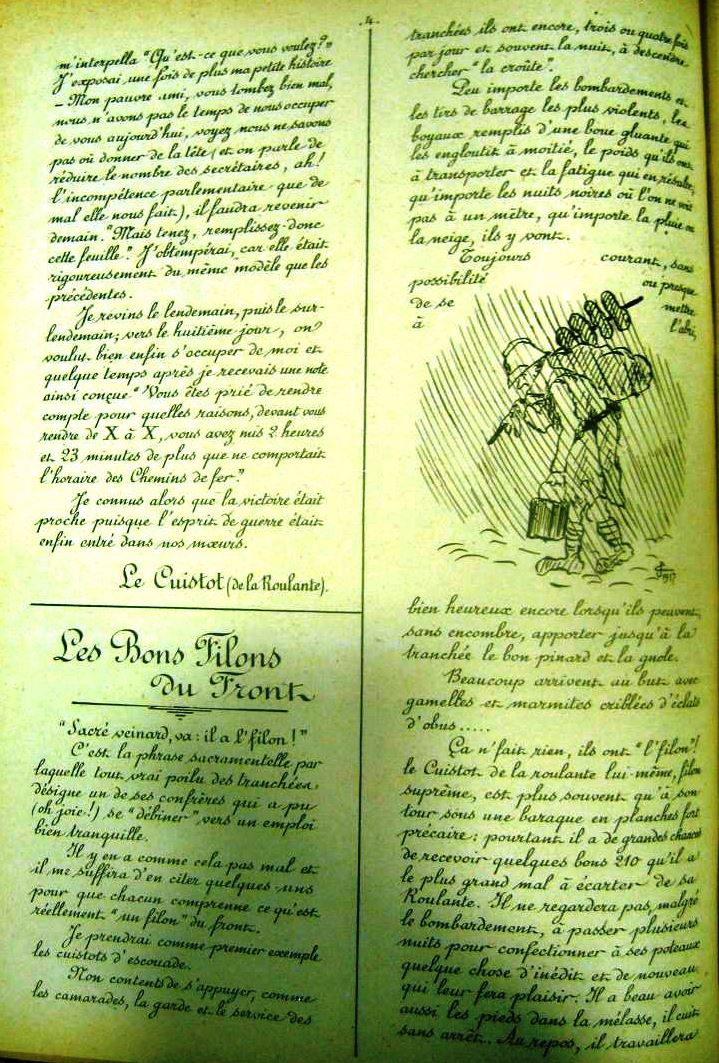 .4.
m'interpella "Qu'est-ce que vous voulez?"
J'exposai une fois de plus ma petite histoire
– Mon pauvre ami, vous tombez bien mal,
nous n'avons pas le temps de nous occuper
de vous aujourd'hui, voyez nous ne savons
pas où donner de la tête (et on parle de
réduire le nombre des secrétaires, ah!
l'incompétence parlementaire que de
mal elle nous fait), il faudra revenir
demain. "Mais tenez, remplissez-donc
cette feuille." J'obtempérai, car elle était
rigoureusement du même modèle que les
précédentes.
Je revins le lendemain, puis le sur-
lendemain; vers le huitième jour, on
voulut bien enfin s'occuper de moi et
quelque temps après je recevais une note
ainsi conçue "Vous êtes prié de rendre
compte pour quelles raisons, devant vous
rendre de X à X, vous avez mis 2 heures
et 23 minutes de plus que ne comportait
l'horaire des Chemins de fer."
Je connus alors que la victoire était
proche puisque l'esprit de guerre était
enfin entré dans nos mœurs.
Le Cuistot (de la Roulante).
Les Bons Filons
du Front
"Sacré veinard, va: il a l'filon!"
C'est la phrase sacramentelle par
laquelle tout vrai poilu des tranchées
désigne un de ses confrères qui a pu
(oh joie!) se "débiner" vers un emploi
bien tranquille.
Il y en a comme cela pas mal et
il me suffira d'en citer quelques-uns
pour que chacun comprenne ce qu'est
réellement "un filon" du front.
Je prendrai comme premier exemple
les cuistots d'escouade.
Non contents de s'appuyer, comme
les camarades, la garde et le service des
tranchées ils ont encore, trois ou quatre fois
par jour et souvent la nuit, à descendre
chercher "la croûte".
Peu importe les bombardements et
les tirs de barrage les plus violents, les
boyaux remplis d'une boue gluante qui
les engloutit à moitié, le poids qu'ils ont
à transporter et la fatigue qui en résulte,
qu'importe les nuits noires où l'on ne voit
pas à un mètre, qu'importe la pluie ou
la neige, ils y vont.
Toujours courant, sans
possibilité ou presque
de se mettre
à l'abri,
1917
bien heureux encore lorsqu'ils peuvent,
sans encombre, apporter jusqu'à la
tranchée le bon pinard et la gnole.
Beaucoup arrivent au but avec
gamelles et marmites criblées d'éclats
d'obus.....
Ça n'fait rien, ils ont "l'filon"!
le Cuistot de la roulante lui-même, filon
suprême, est plus souvent qu'à son
tour sous une baraque en planches fort
précaire: pourtant il a de grandes chances
de recevoir quelques bons 210 qu'il a
le plus grand mal à écarter de sa
Roulante. Il ne regardera pas, malgré
le bombardement, à passer plusieurs
nuits pour confectionner à ses poteaux
quelque chose d'inédit et de nouveau
qui leur fera plaisir. Il a beau avoir
aussi les pieds dans la mélasse, il cuit
sans arrêt. Au repos, il travaillera